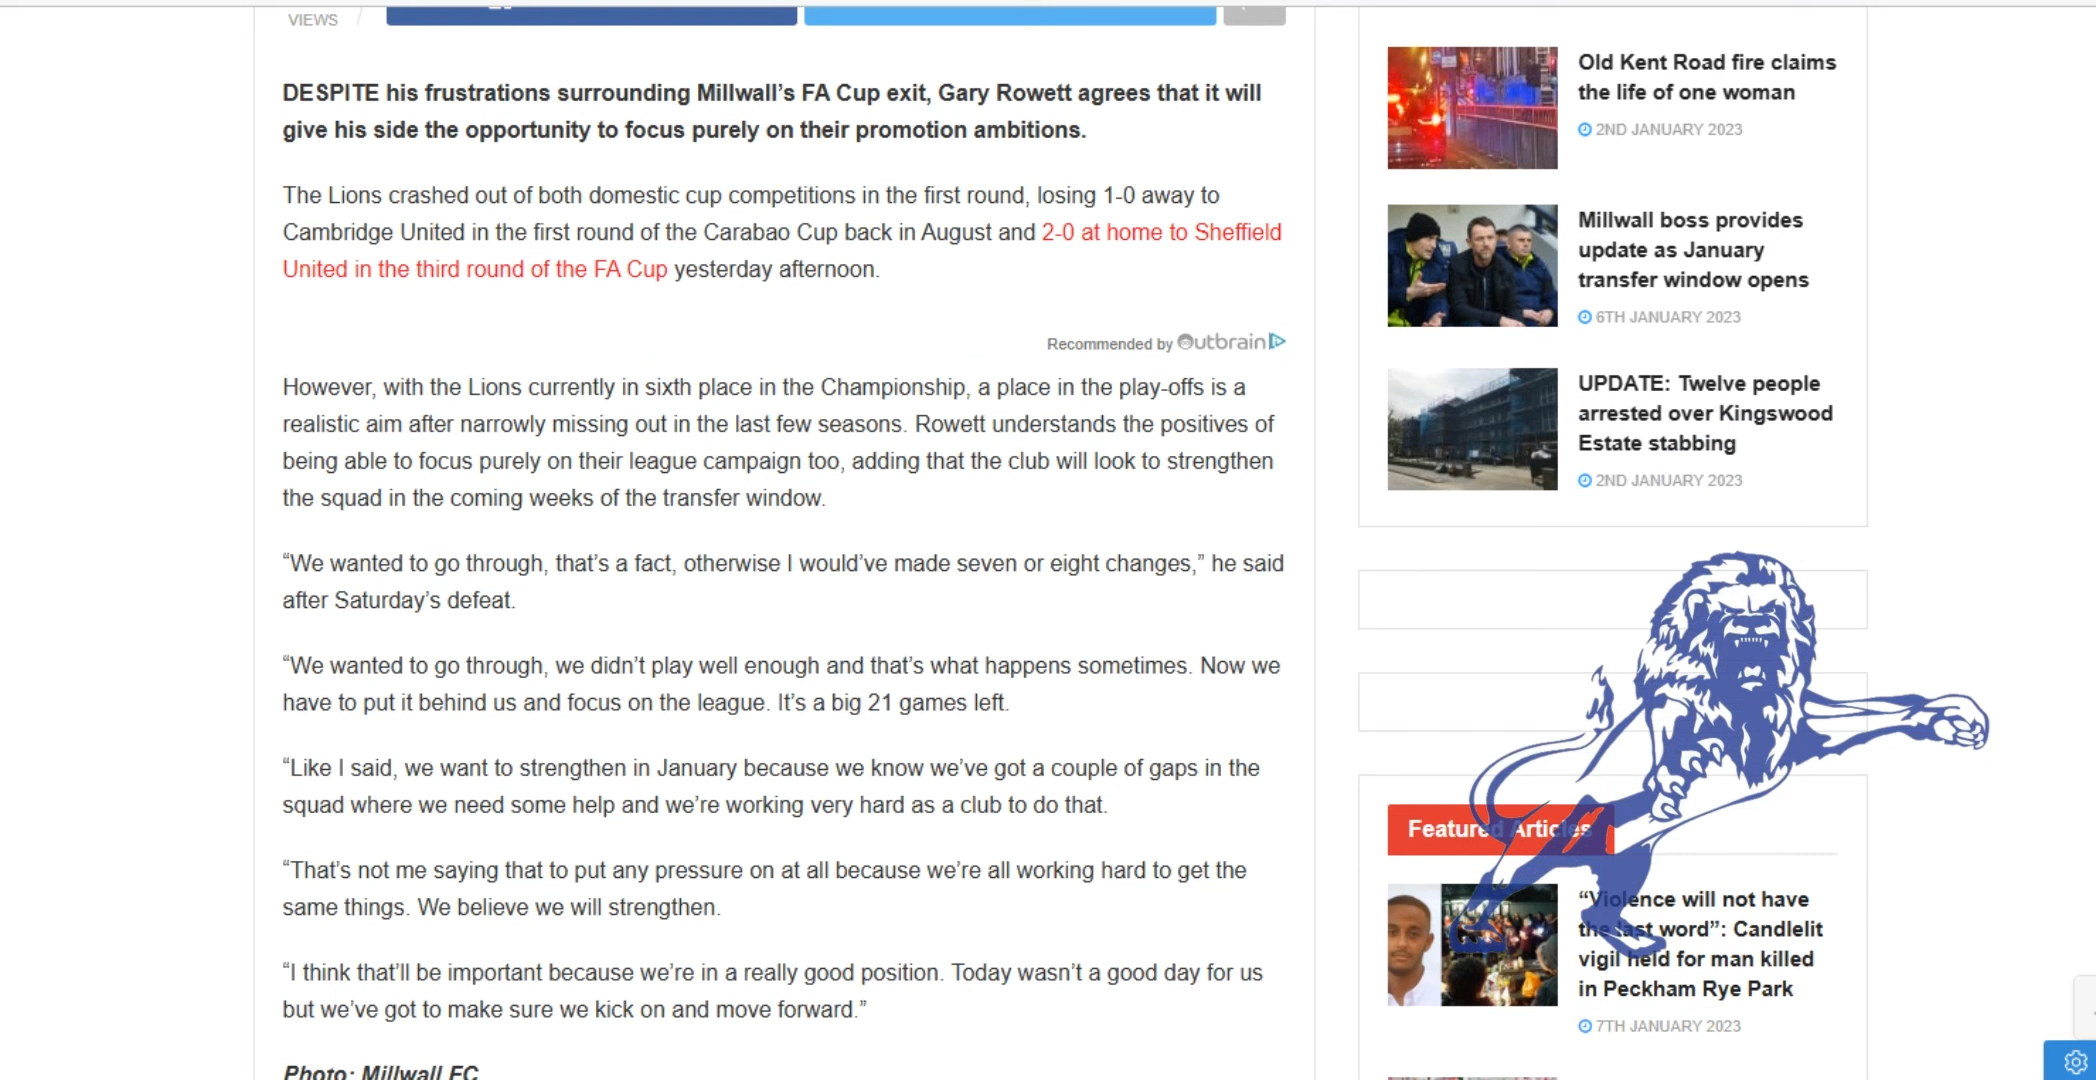 VIEWS
DESPITE his frustrations surrounding Millwall’s FA Cup exit, Gary Rowett agrees that it will
give his side the opportunity to focus purely on their promotion ambitions.
The Lions crashed out of both domestic cup competitions in the first round, losing 1-0 away to
Cambridge United in the first round of the Carabao Cup back in August and 2-0 at home to Sheffield
United in the third round of the FA Cup yesterday afternoon.
Recommended by Outbrain
However, with the Lions currently in sixth place in the Championship, a place in the play-offs is a
realistic aim after narrowly missing out in the last few seasons. Rowett understands the positives of
being able to focus purely on their league campaign too, adding that the club will look to strengthen
the squad in the coming weeks of the transfer window.
“We wanted to go through, that’s a fact, otherwise I would’ve made seven or eight changes,” he said
after Saturday’s defeat.
“We wanted to go through, we didn’t play well enough and that’s what happens sometimes. Now we
have to put it behind us and focus on the league. It’s a big 21 games left.
“Like I said, we want to strengthen in January because we know we’ve got a couple of gaps in the
squad where we need some help and we’re working very hard as a club to do that.
“That’s not me saying that to put any pressure on at all because we’re all working hard to get the
same things. We believe we will strengthen.
“I think that’ll be important because we’re in a really good position. Today wasn’t a good day for us
but we’ve got to make sure we kick on and move forward.”
Photo: Millwall FC
Old Kent Road fire claims
the life of one woman
2ND JANUARY 2023
Millwall boss provides
update as January
transfer window opens
6TH JANUARY 2023
UPDATE: Twelve people
arrested over Kingswood
Estate stabbing
2ND JANUARY 2023
Featured Articles
“Violence will not have
the last word”: Candlelit
vigil held for man killed
in Peckham Rye Park
7TH JANUARY 2023